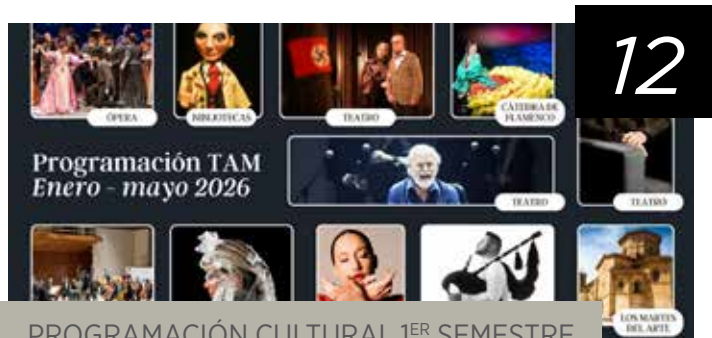 12
ÓPERA
BIBLIOTECAS
TEATRO
CÁTEDRA DE
FLAMENCO
Programación TAM
Enero - mayo 2026
TEATRO
TEATRO
LOS MARTES
DEL ARTE
PROGRAMACIÓN CULTURAL 1ER SEMESTRE